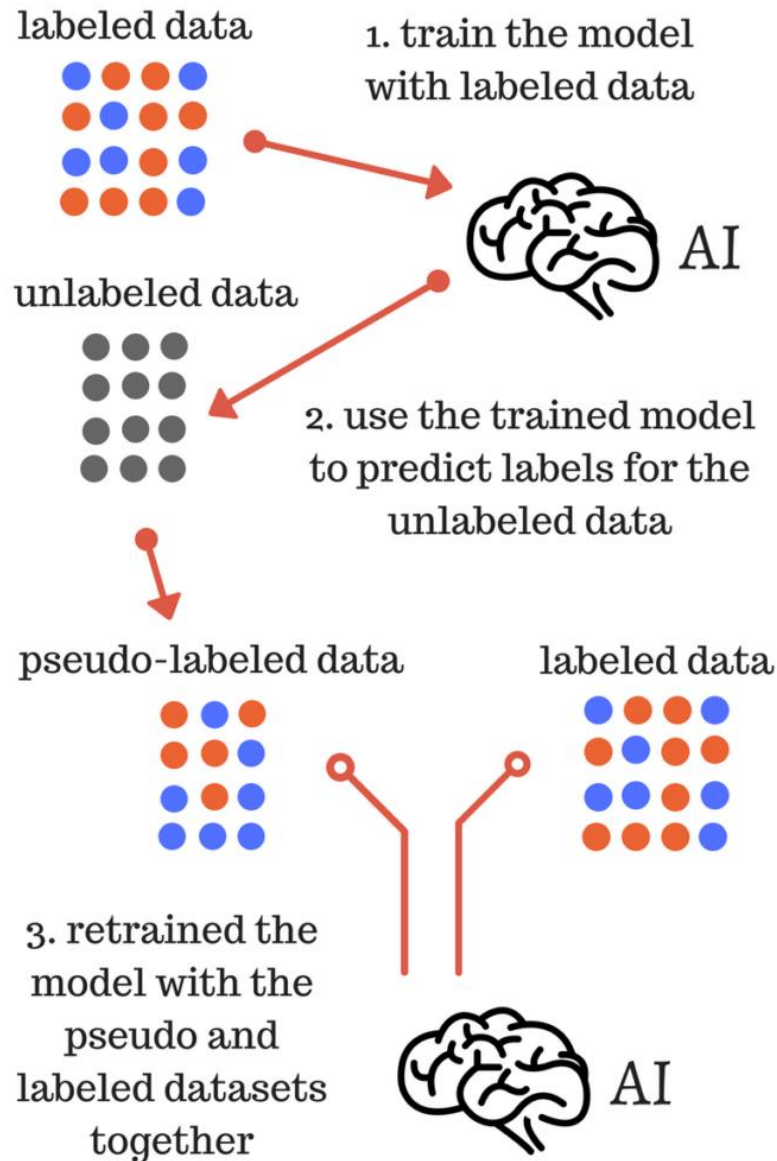 labeled data
1. train the model
with labeled data
AI
unlabeled data
2. use the trained model
to predict labels for the
unlabeled data
pseudo-labeled data
labeled data
3. retrained the
model with the
pseudo and
labeled datasets
together
AI